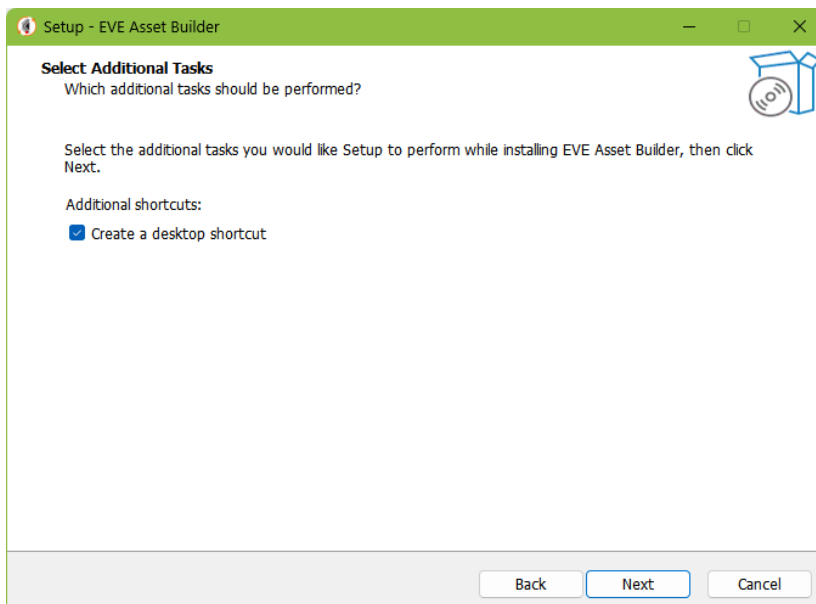 Setup - EVE Asset Builder
Select Additional Tasks
Which additional tasks should be performed?
Select the additional tasks you would like Setup to perform while installing EVE Asset Builder, then click
Next.
Additional shortcuts:
Create a desktop shortcut
Back
Next
Cancel